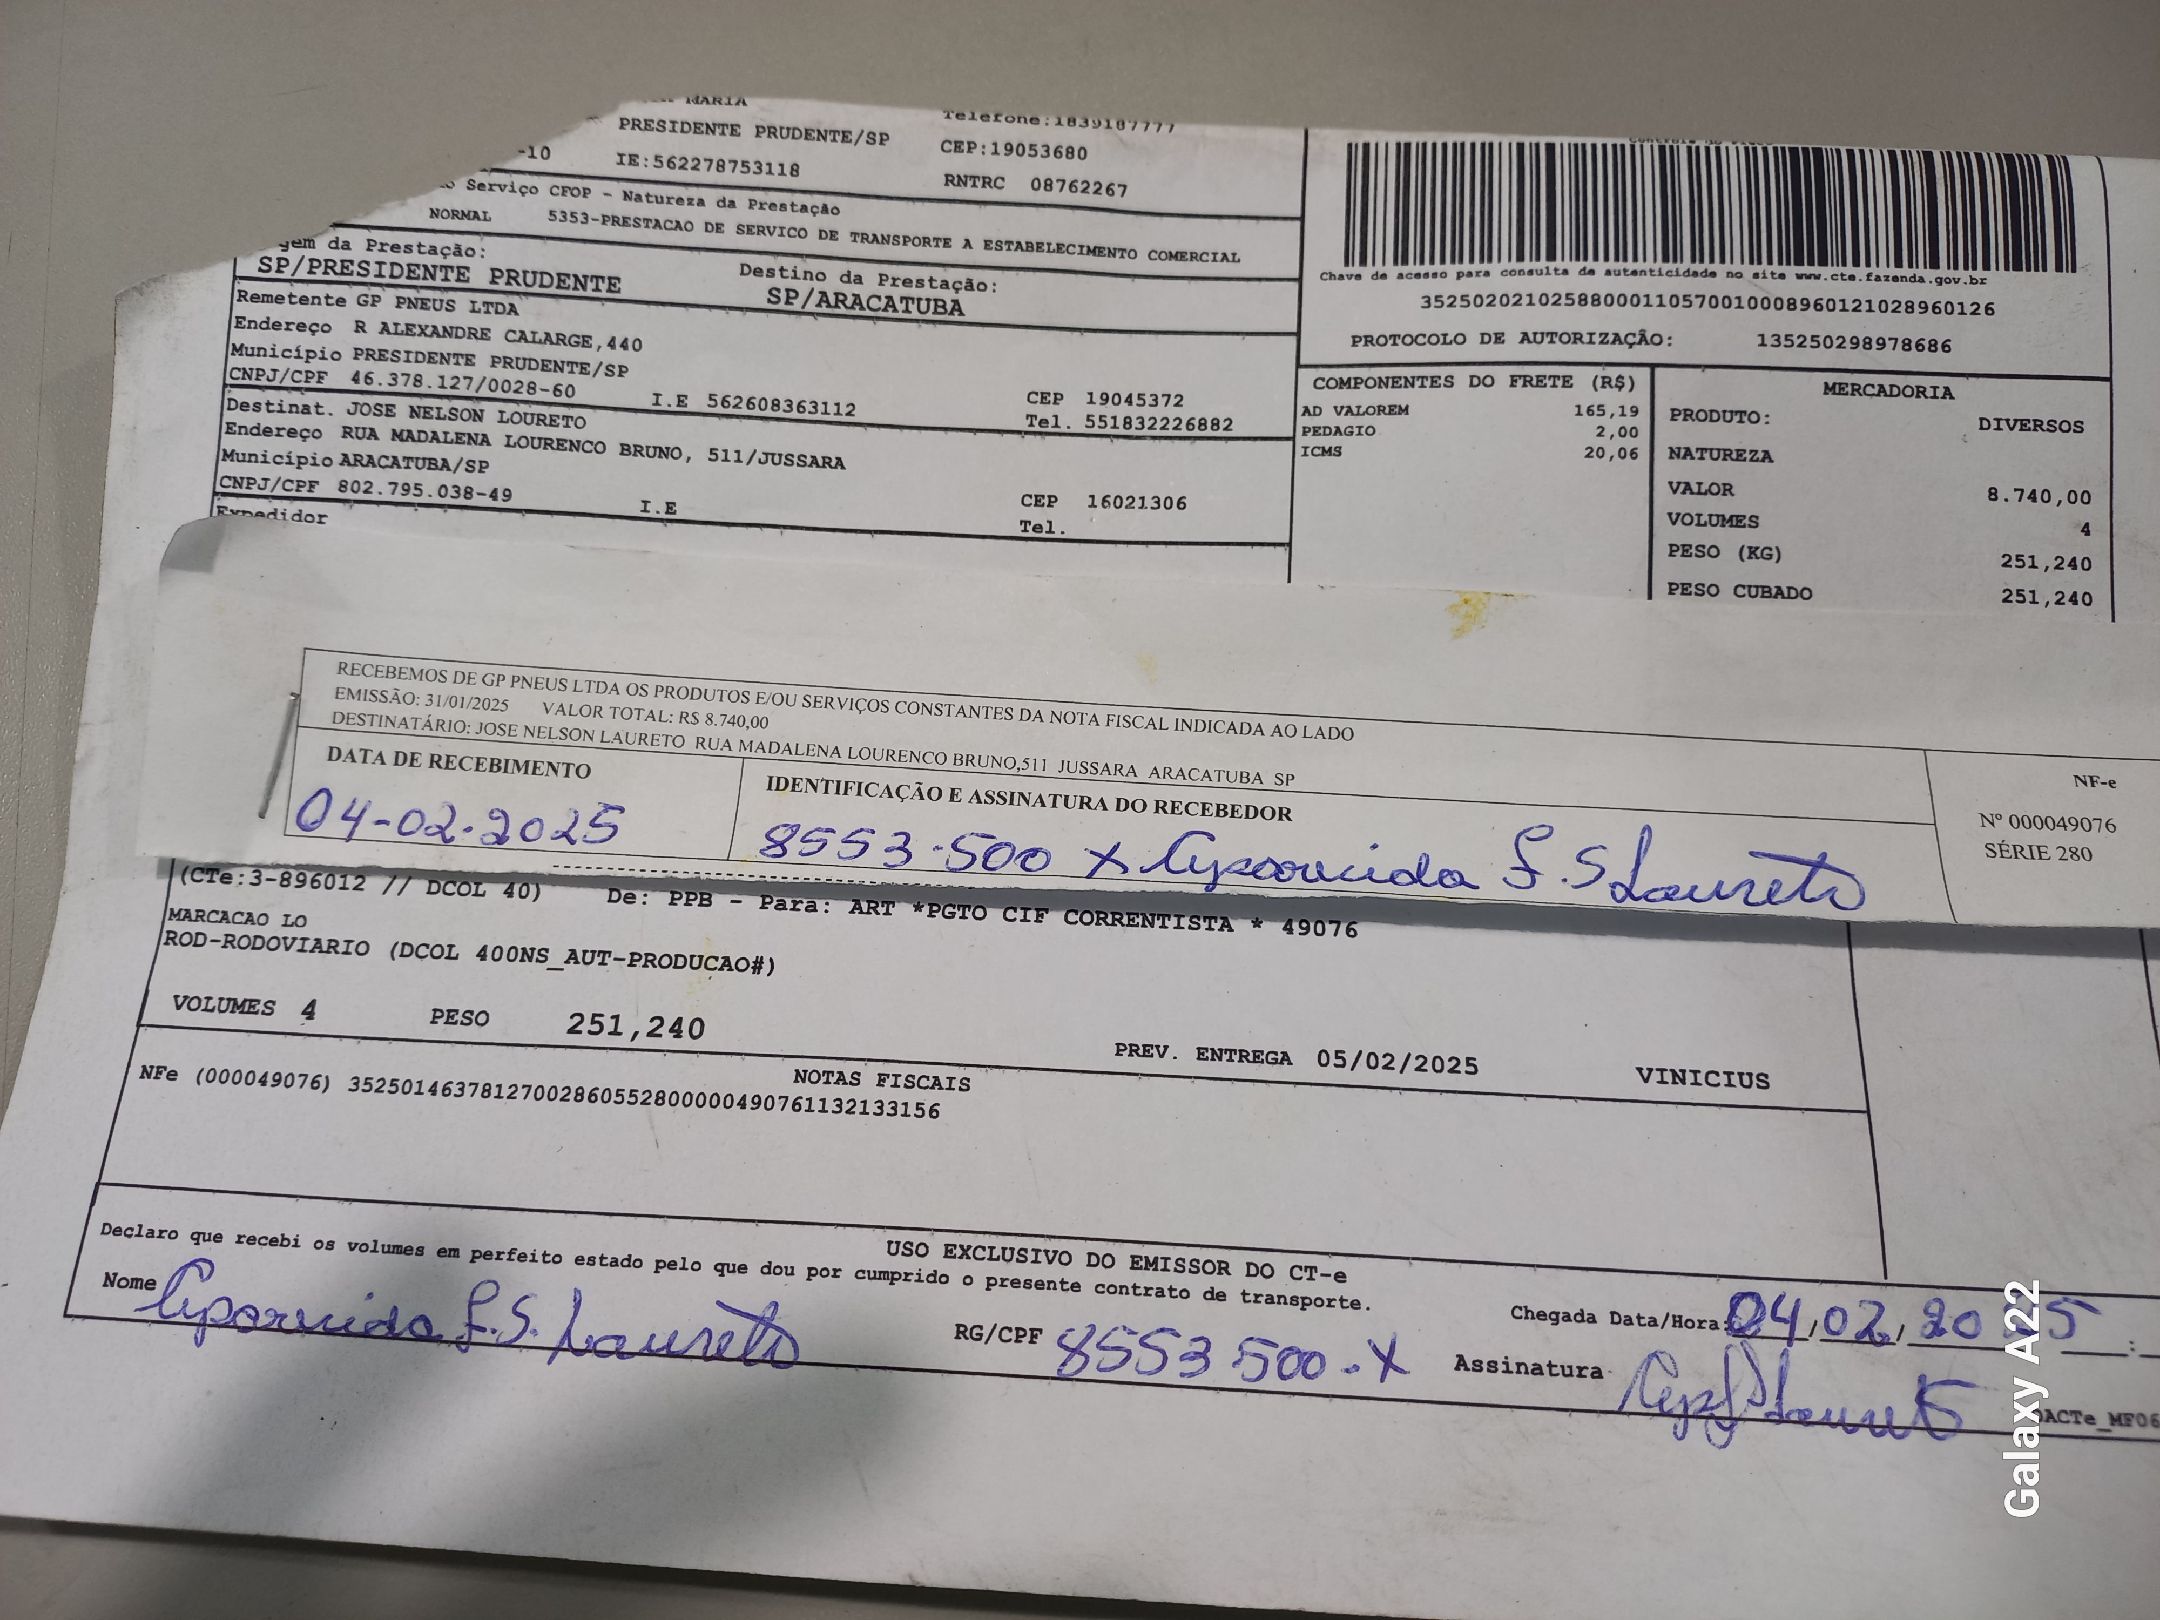 MARIA
PRESIDENTE PRUDENTE/SP
Telefone:1839187777
CEP:19053680
-10 IE:562278753118
RNTRC 08762267
Serviço CFOP - Natureza da Prestação
NORMAL 5353-PRESTACAO DE SERVICO DE TRANSPORTE A ESTABELECIMENTO COMERCIAL
gem da Prestação:
SP/PRESIDENTE PRUDENTE
Destino da Prestação:
SP/ARACATUBA
Remetente GP PNEUS LTDA
Endereço R ALEXANDRE CALARGE,440
Município PRESIDENTE PRUDENTE/SP
CNPJ/CPF 46.378.127/0028-60 I.E 562608363112
CEP 19045372
Tel. 551832226882
Destinat. JOSE NELSON LOURETO
Endereço RUA MADALENA LOURENCO BRUNO, 511/JUSSARA
Município ARACATUBA/SP
CNPJ/CPF 802.795.038-49 I.E
CEP 16021306
Tel.
Expedidor
Chave de acesso para consulta de autenticidade no site www.cte.fazenda.gov.br
35250202102588000110570010008960121028960126
PROTOCOLO DE AUTORIZAÇÃO: 135250298978686
COMPONENTES DO FRETE (R$)
AD VALOREM 165,19
PEDAGIO 2,00
ICMS 20,06
MERCADORIA
PRODUTO: DIVERSOS
NATUREZA
VALOR 8.740,00
VOLUMES 4
PESO (KG) 251,240
PESO CUBADO 251,240
RECEBEMOS DE GP PNEUS LTDA OS PRODUTOS E/OU SERVIÇOS CONSTANTES DA NOTA FISCAL INDICADA AO LADO
EMISSÃO: 31/01/2025 VALOR TOTAL: R$ 8.740,00
DESTINATÁRIO: JOSE NELSON LAURETO RUA MADALENA LOURENCO BRUNO,511 JUSSARA ARACATUBA SP
DATA DE RECEBIMENTO
04-02-2025
IDENTIFICAÇÃO E ASSINATURA DO RECEBEDOR
8553.500 X Aparecida F. S Laureto
NF-e
Nº 000049076
SÉRIE 280
(CTe:3-896012 // DCOL 40) De: PPB - Para: ART *PGTO CIF CORRENTISTA * 49076
MARCACAO LO
ROD-RODOVIARIO (DCOL 400NS_AUT-PRODUCAO#)
VOLUMES 4 PESO 251,240
PREV. ENTREGA 05/02/2025 VINICIUS
NOTAS FISCAIS
NFe (000049076) 35250146378127002860552800000490761132133156
USO EXCLUSIVO DO EMISSOR DO CT-e
Declaro que recebi os volumes em perfeito estado pelo que dou por cumprido o presente contrato de transporte.
Nome Aparecida F. S. Laureto
RG/CPF 8553 500-X
Chegada Data/Hora: 04/02/2025 :
Assinatura
DACTe_MF06
Galaxy A22